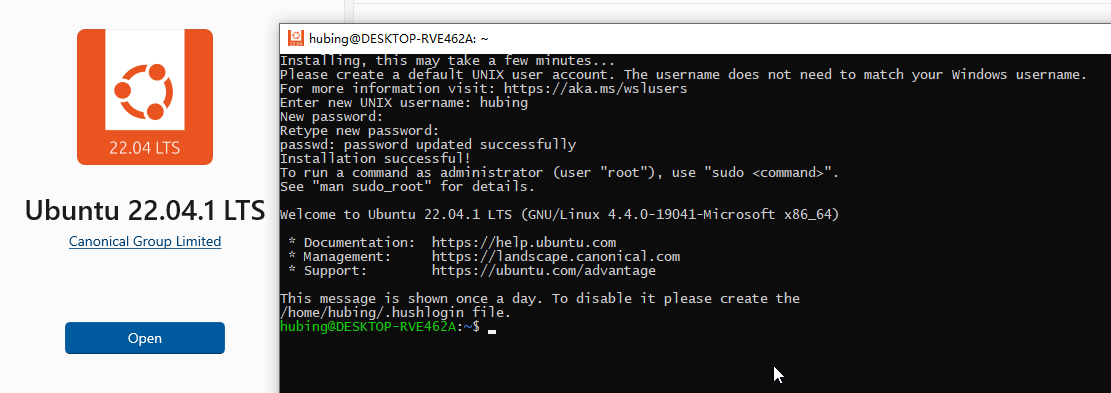 22.04 LTS
Ubuntu 22.04.1 LTS
Canonical Group Limited
Open
hubing@DESKTOP-RVE462A: ~
Installing, this may take a few minutes...
Please create a default UNIX user account. The username does not need to match your Windows username.
For more information visit: https://aka.ms/wslusers
Enter new UNIX username: hubing
New password:
Retype new password:
passwd: password updated successfully
Installation successful!
To run a command as administrator (user "root"), use "sudo <command>".
See "man sudo_root" for details.
Welcome to Ubuntu 22.04.1 LTS (GNU/Linux 4.4.0-19041-Microsoft x86_64)
* Documentation:  https://help.ubuntu.com
* Management:     https://landscape.canonical.com
* Support:        https://ubuntu.com/advantage
This message is shown once a day. To disable it please create the
/home/hubing/.hushlogin file.
hubing@DESKTOP-RVE462A:~$